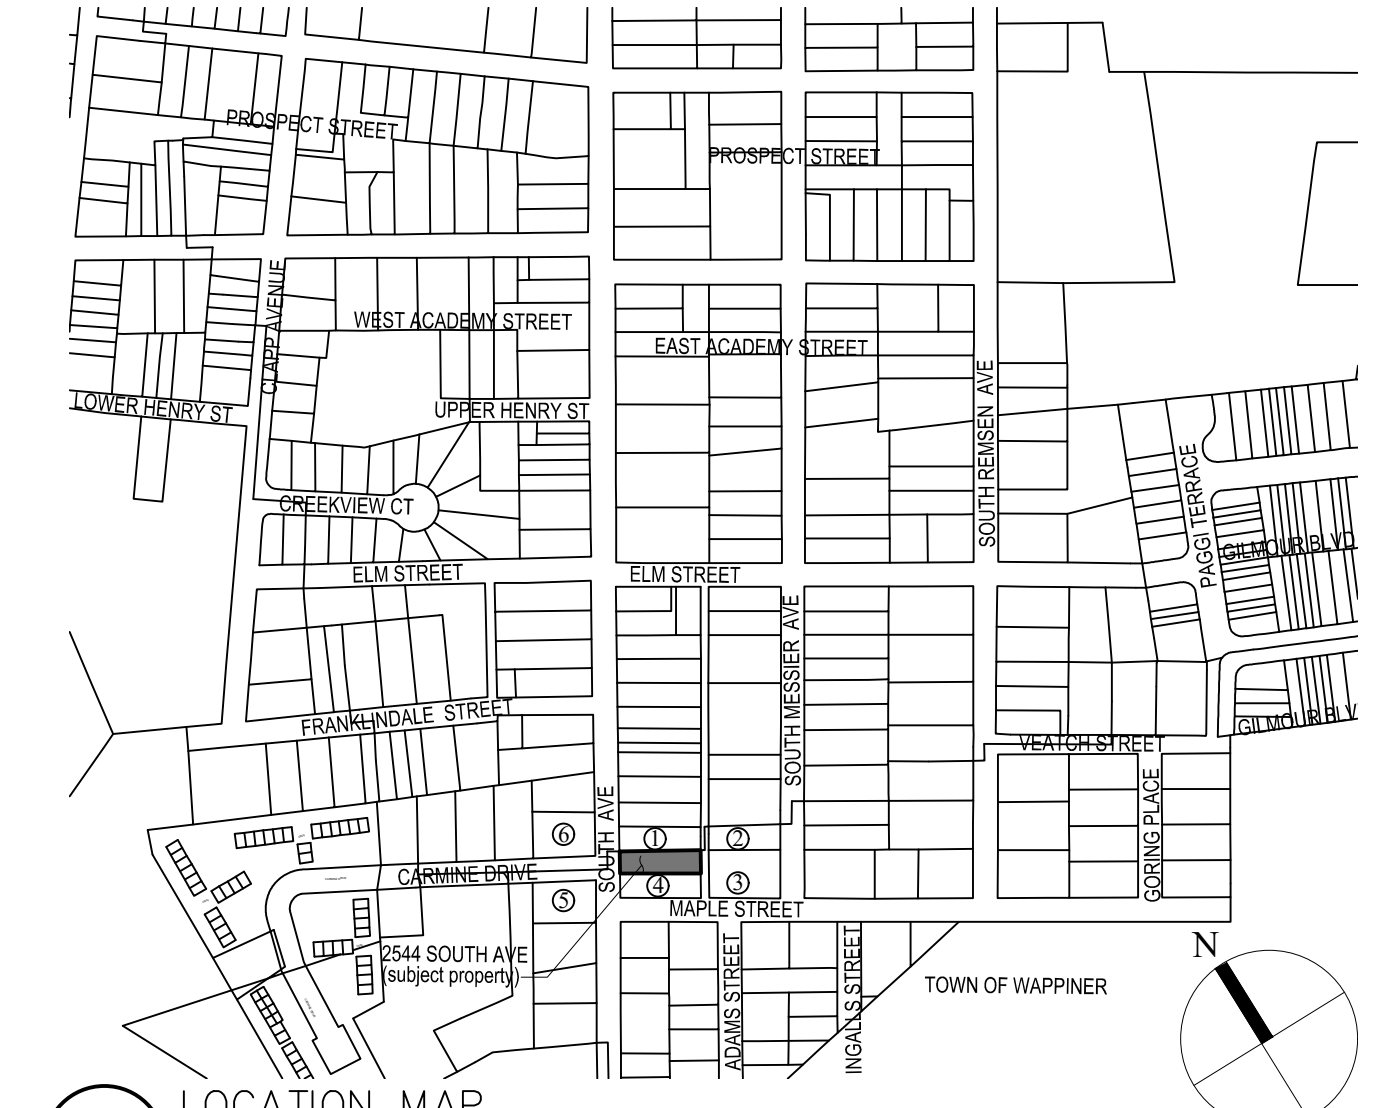 PROSPECT STREET
PROSPECT STREET
CLAPP AVENUE
WEST ACADEMY STREET
EAST ACADEMY STREET
LOWER HENRY ST
UPPER HENRY ST
SOUTH REMSEN AVE
CREEKVIEW CT
PAGGI TERRACE
GILMOUR BLVD
ELM STREET
ELM STREET
SOUTH MESSIER AVE
FRANKLINDALE STREET
GILMOUR BLV
VEATCH STREET
GORING PLACE
SOUTH AVE
6
1
2
CARMINE DRIVE
5
4
3
MAPLE STREET
2544 SOUTH AVE
(subject property)
ADAMS STREET
INGALLS STREET
TOWN OF WAPPINER
N
LOCATION MAP